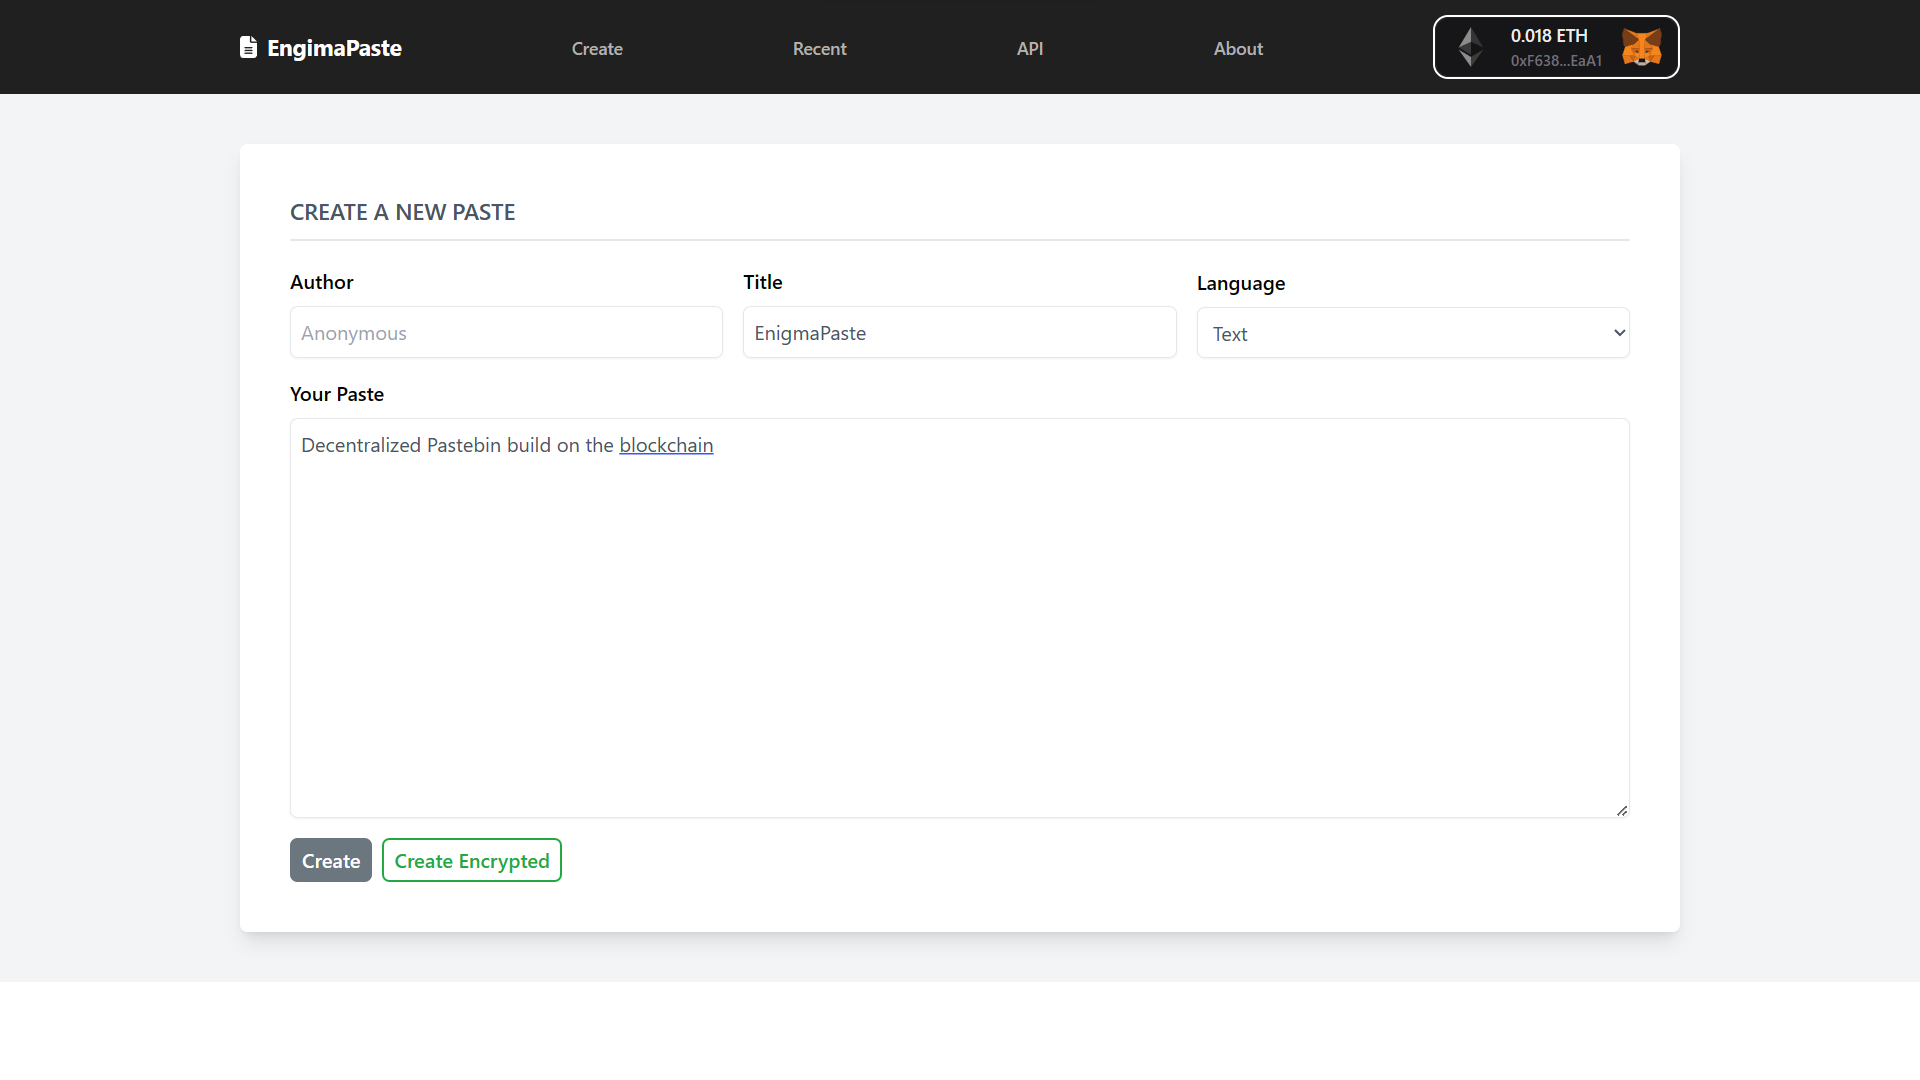 EngimaPaste
Create
Recent
API
About
0.018 ETH
0xF638...EaA1
CREATE A NEW PASTE
Author
Title
Language
Anonymous
EnigmaPaste
Text
Your Paste
Decentralized Pastebin build on the blockchain
Create
Create Encrypted